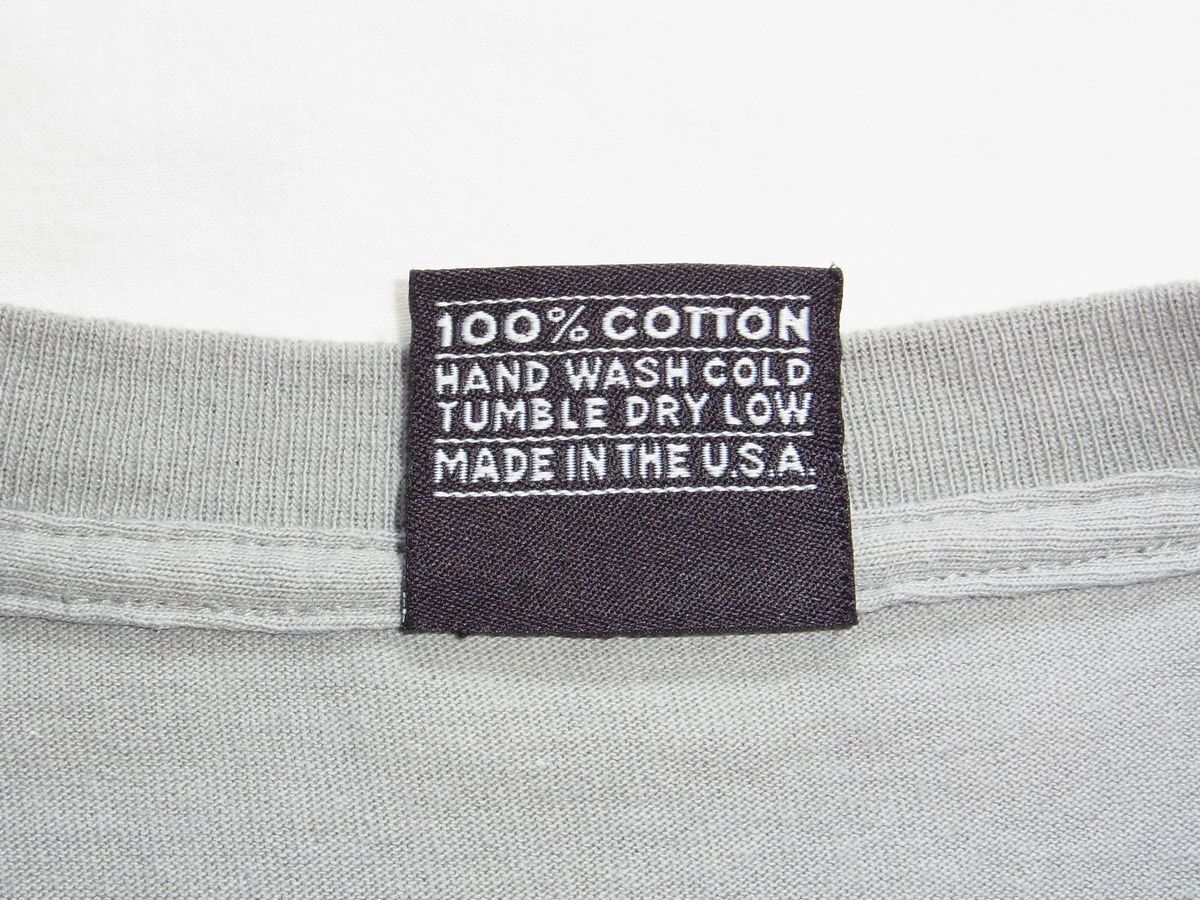 100% COTTON
HAND WASH COLD
TUMBLE DRY LOW
MADE IN THE U.S.A.